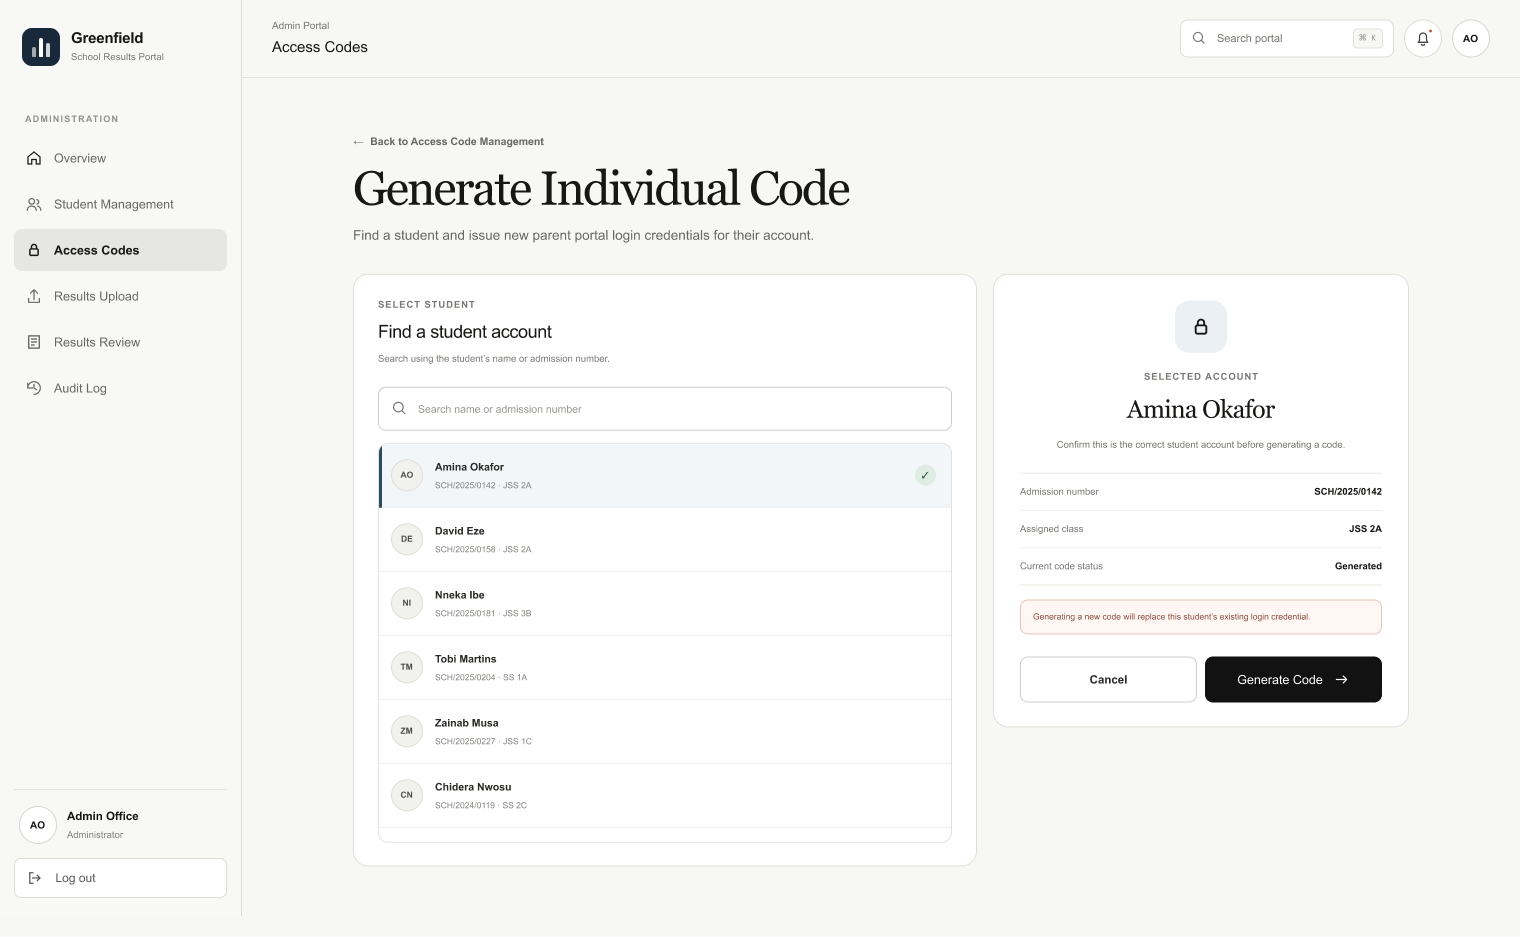 Greenfield
School Results Portal
ADMINISTRATION
Overview
Student Management
Access Codes
Results Upload
Results Review
Audit Log
AO
Admin Office
Administrator
Log out
Admin Portal
Access Codes
Search portal
⌘ K
AO
← Back to Access Code Management
Generate Individual Code
Find a student and issue new parent portal login credentials for their account.
SELECT STUDENT
Find a student account
Search using the student's name or admission number.
Search name or admission number
AO
Amina Okafor
SCH/2025/0142 · JSS 2A
✓
DE
David Eze
SCH/2025/0158 · JSS 2A
NI
Nneka Ibe
SCH/2025/0181 · JSS 3B
TM
Tobi Martins
SCH/2025/0204 · SS 1A
ZM
Zainab Musa
SCH/2025/0227 · JSS 1C
CN
Chidera Nwosu
SCH/2024/0119 · SS 2C
SELECTED ACCOUNT
Amina Okafor
Confirm this is the correct student account before generating a code.
Admission number SCH/2025/0142
Assigned class JSS 2A
Current code status Generated
Generating a new code will replace this student's existing login credential.
Cancel
Generate Code →